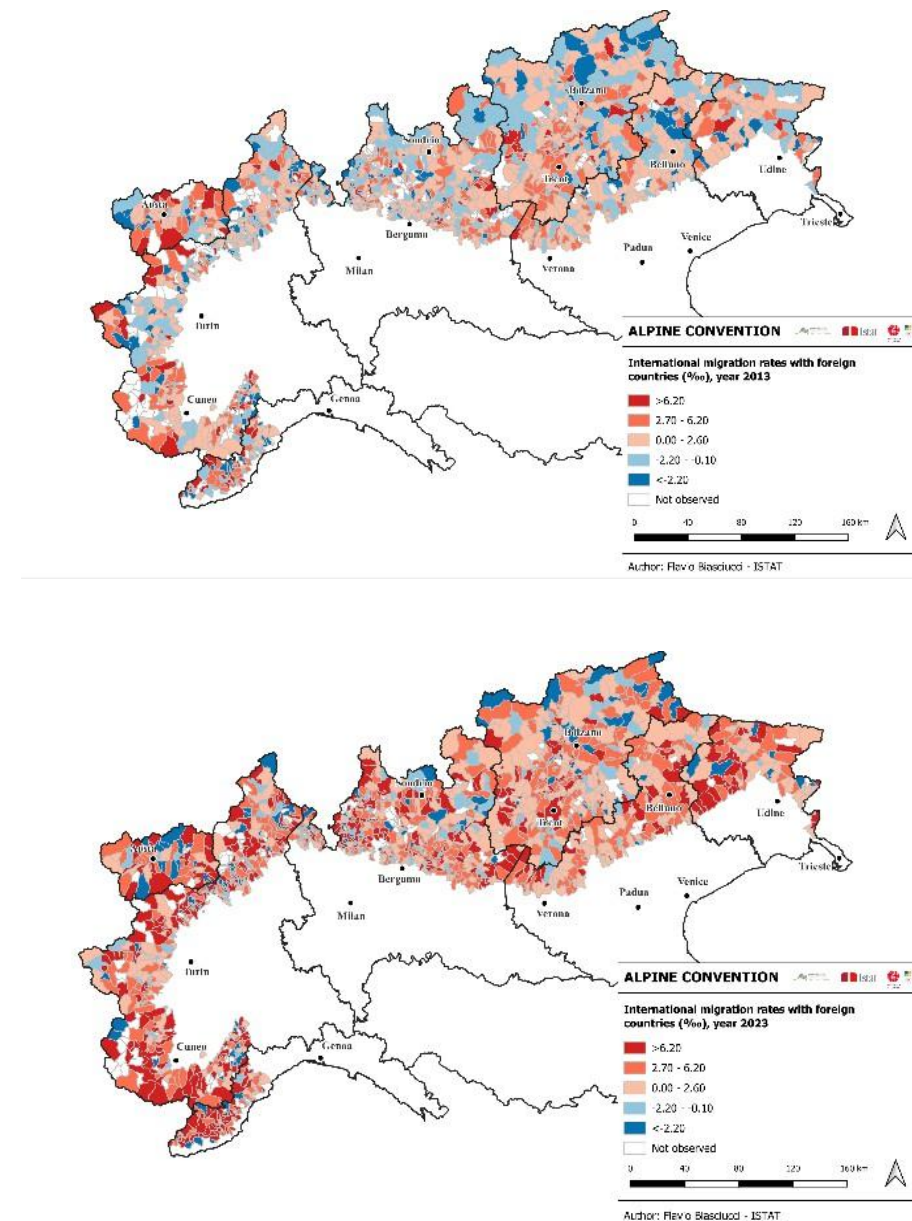 Bolzano
Sondrio
Trent
Belluno
Udine
Aosta
Bergamo
Trieste
Venice
Milan
Verona
Padua
Turin
Cuneo
Genoa
ALPINE CONVENTION
Istat
International migration rates with foreign
countries (‰), year 2013
>6.20
2.70 - 6.20
0.00 - 2.60
-2.20 - -0.10
<-2.20
Not observed
0 40 80 120 160 km
Author: Flavio Biasciucci - ISTAT
Bolzano
Sondrio
Trent
Belluno
Udine
Aosta
Bergamo
Trieste
Venice
Milan
Verona
Padua
Turin
Cuneo
Genoa
ALPINE CONVENTION
Istat
International migration rates with foreign
countries (‰), year 2023
>6.20
2.70 - 6.20
0.00 - 2.60
-2.20 - -0.10
<-2.20
Not observed
0 40 80 120 160 km
Author: Flavio Biasciucci - ISTAT